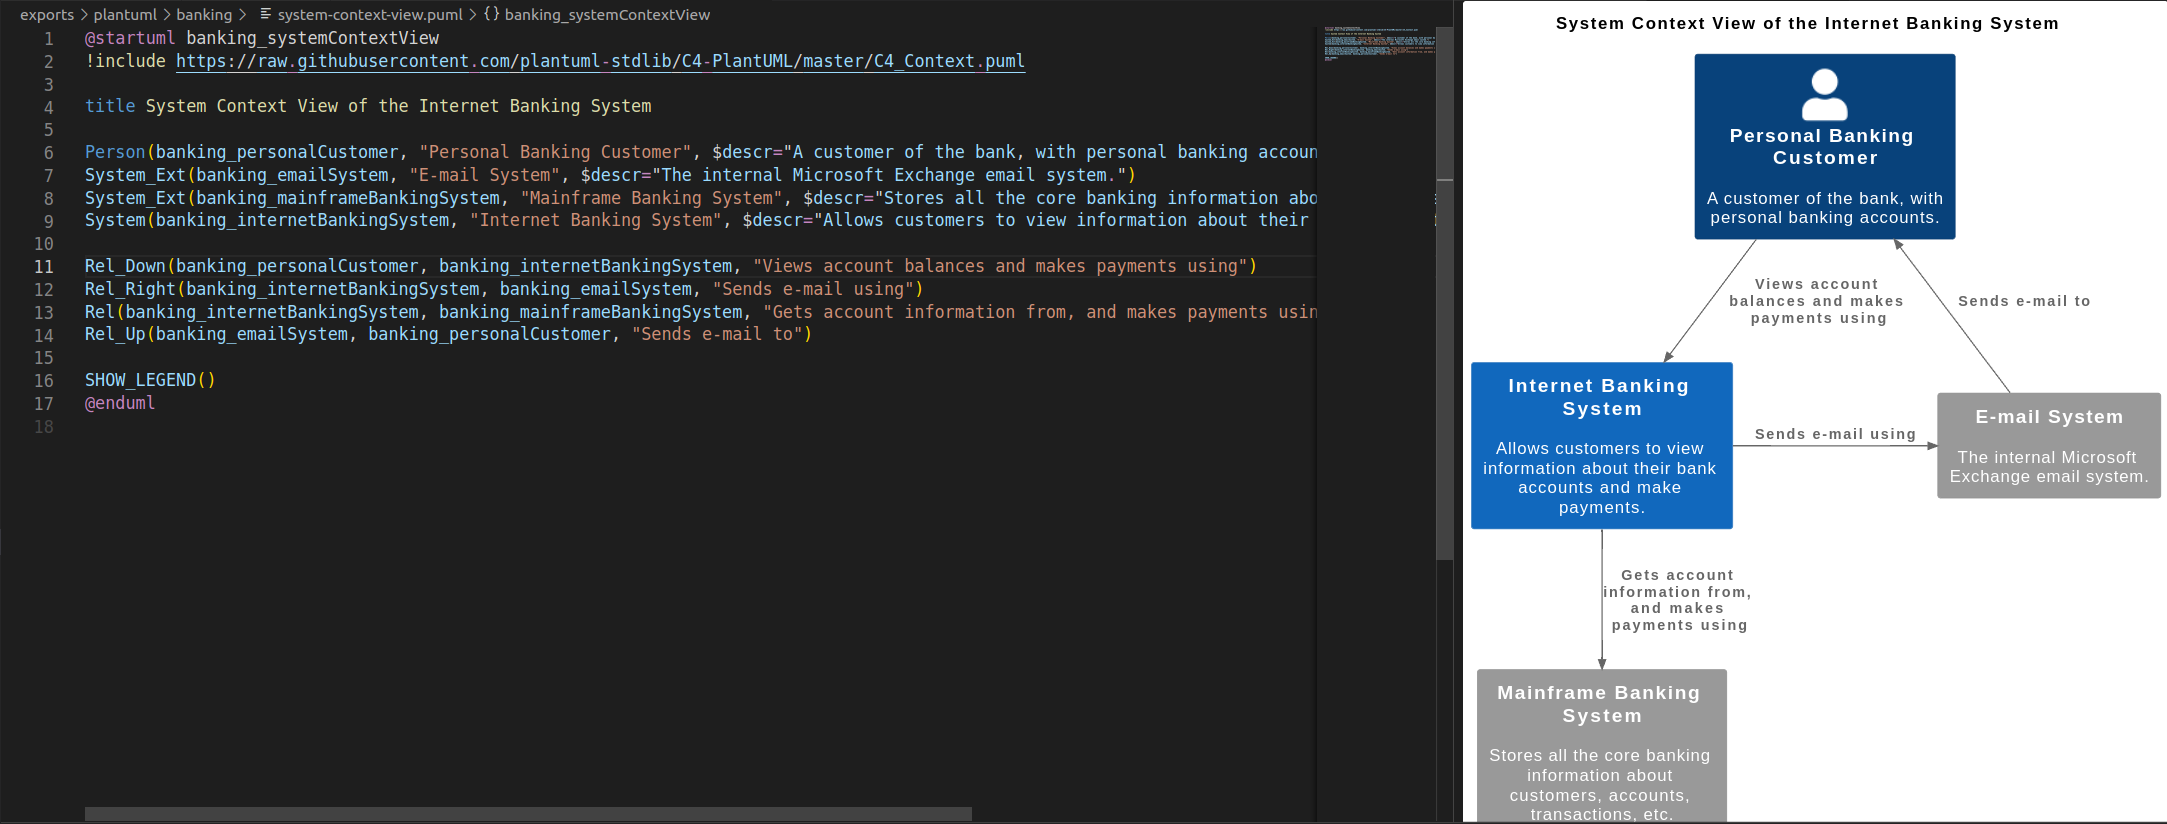 exports > plantuml > banking > system-context-view.puml > {} banking_systemContextView
1 @startuml banking_systemContextView
2 !include https://raw.githubusercontent.com/plantuml-stdlib/C4-PlantUML/master/C4_Context.puml
3
4 title System Context View of the Internet Banking System
5
6 Person(banking_personalCustomer, "Personal Banking Customer", $descr="A customer of the bank, with personal banking accoun
7 System_Ext(banking_emailSystem, "E-mail System", $descr="The internal Microsoft Exchange email system.")
8 System_Ext(banking_mainframeBankingSystem, "Mainframe Banking System", $descr="Stores all the core banking information abo
9 System(banking_internetBankingSystem, "Internet Banking System", $descr="Allows customers to view information about their
10
11 Rel_Down(banking_personalCustomer, banking_internetBankingSystem, "Views account balances and makes payments using")
12 Rel_Right(banking_internetBankingSystem, banking_emailSystem, "Sends e-mail using")
13 Rel(banking_internetBankingSystem, banking_mainframeBankingSystem, "Gets account information from, and makes payments usin
14 Rel_Up(banking_emailSystem, banking_personalCustomer, "Sends e-mail to")
15
16 SHOW_LEGEND()
17 @enduml
18
System Context View of the Internet Banking System
Personal Banking
Customer
A customer of the bank, with
personal banking accounts.
Views account
balances and makes
payments using
Sends e-mail to
Internet Banking
System
Allows customers to view
information about their bank
accounts and make
payments.
Sends e-mail using
E-mail System
The internal Microsoft
Exchange email system.
Gets account
information from,
and makes
payments using
Mainframe Banking
System
Stores all the core banking
information about
customers, accounts,
transactions, etc.